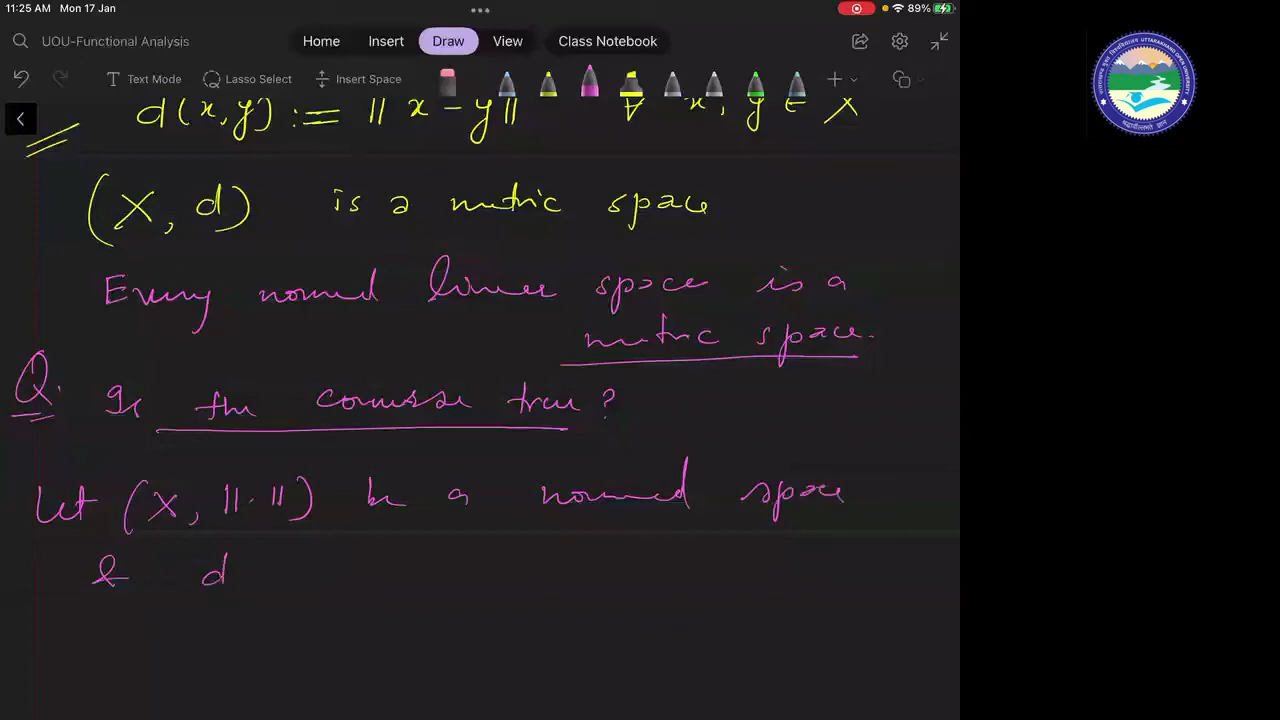 11:25 AM Mon 17 Jan
89%
UOU-Functional Analysis
Home Insert Draw View Class Notebook
Text Mode Lasso Select Insert Space
d(x,y) := ||x-y|| ∀ x, y ∈ X
(X, d) is a metric space
Every normed linear space is a
metric space.
Q. Is the converse true?
Let (X, ||·||) be a normed space
& d